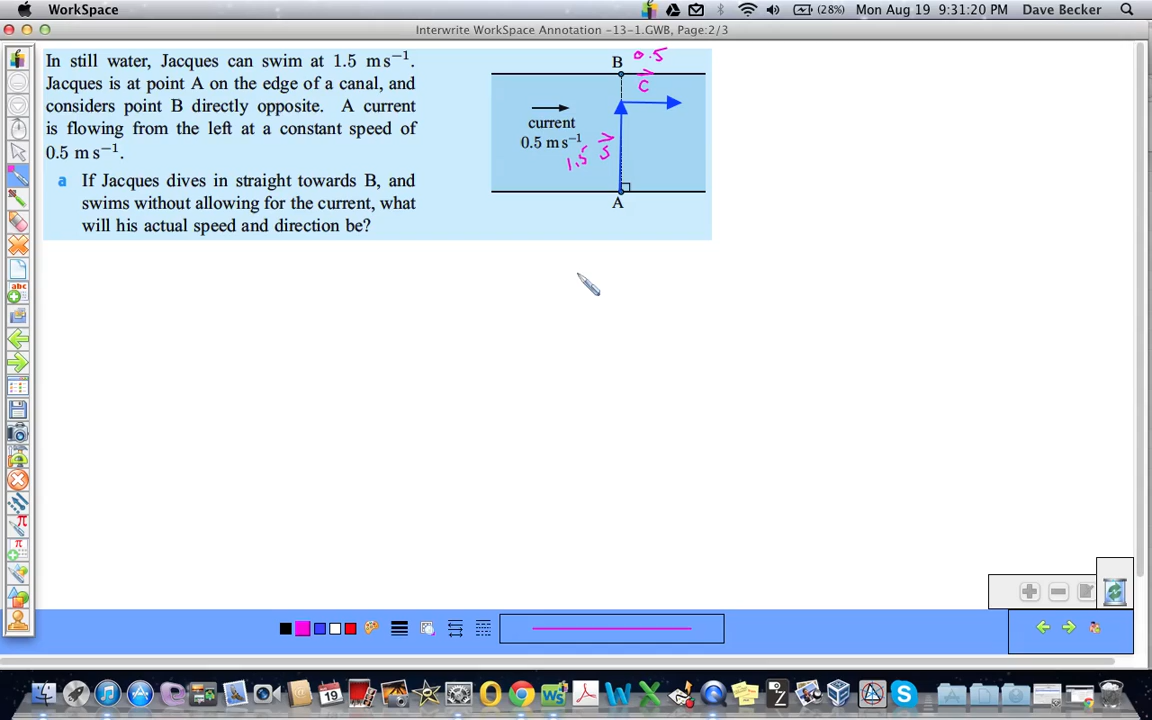 WorkSpace
(28%) Mon Aug 19 9:31:20 PM Dave Becker
Interwrite WorkSpace Annotation -13-1.GWB, Page:2/3
In still water, Jacques can swim at 1.5 m s⁻¹.
Jacques is at point A on the edge of a canal, and
considers point B directly opposite. A current
is flowing from the left at a constant speed of
0.5 m s⁻¹.
a If Jacques dives in straight towards B, and
swims without allowing for the current, what
will his actual speed and direction be?
0.5
B
C
current
0.5 m s⁻¹
1.5 S
A
abc
π
π
19
W
X
Z
S